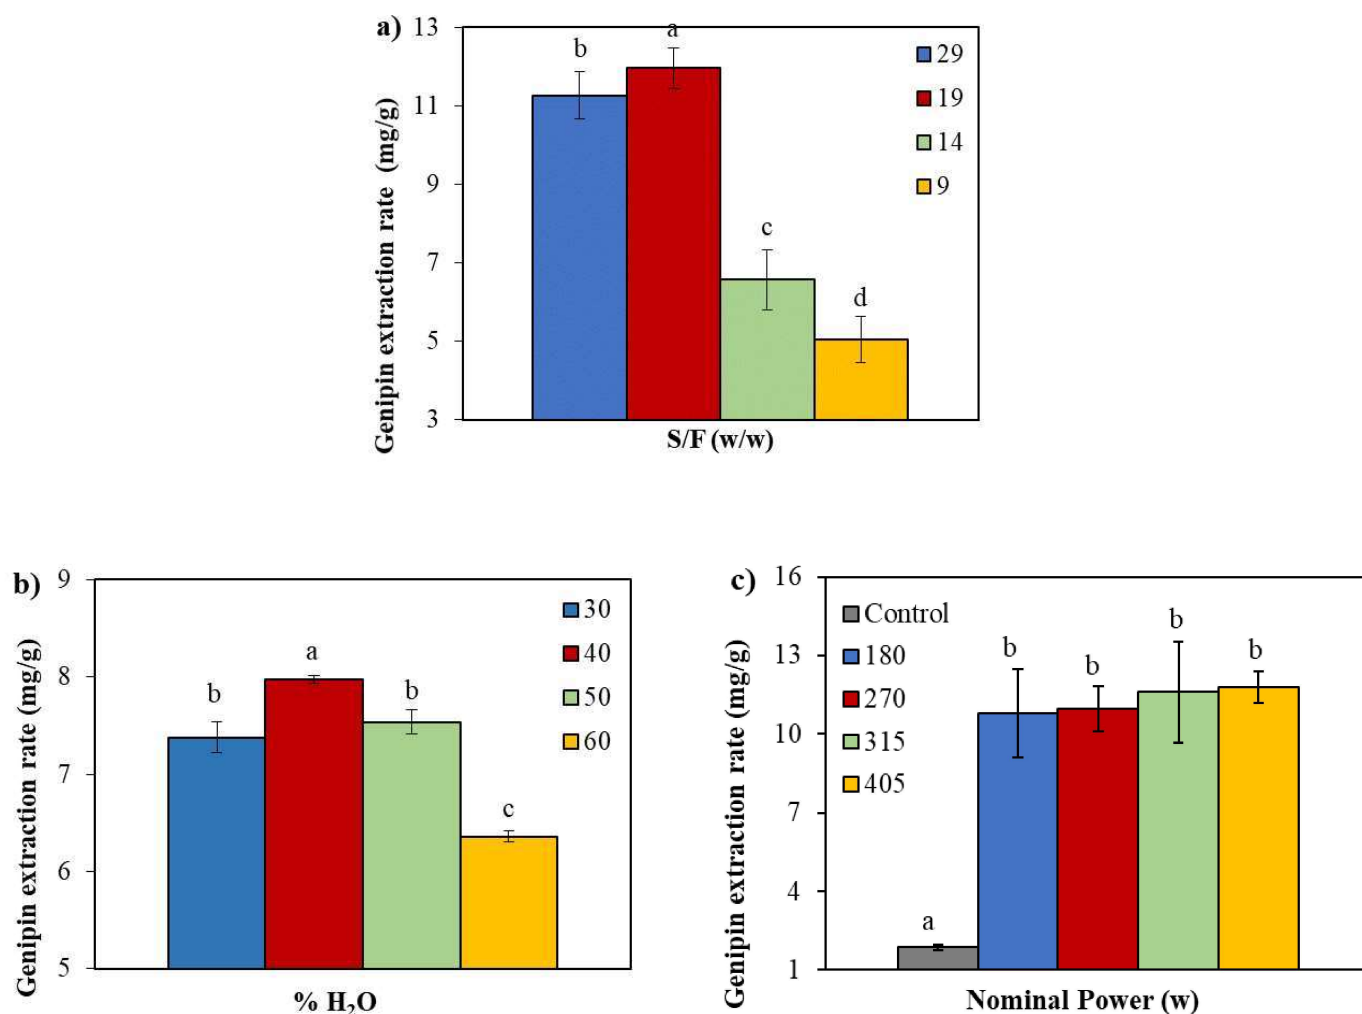 a)
Genipin extraction rate (mg/g)
13
11
9
7
5
3
b
a
c
d
29
19
14
9
S/F (w/w)
b)
Genipin extraction rate (mg/g)
9
8
7
6
5
b
a
b
c
30
40
50
60
% H₂O
c)
Genipin extraction rate (mg/g)
16
13
10
7
4
1
Control
180
270
315
405
a
b
b
b
b
Nominal Power (w)